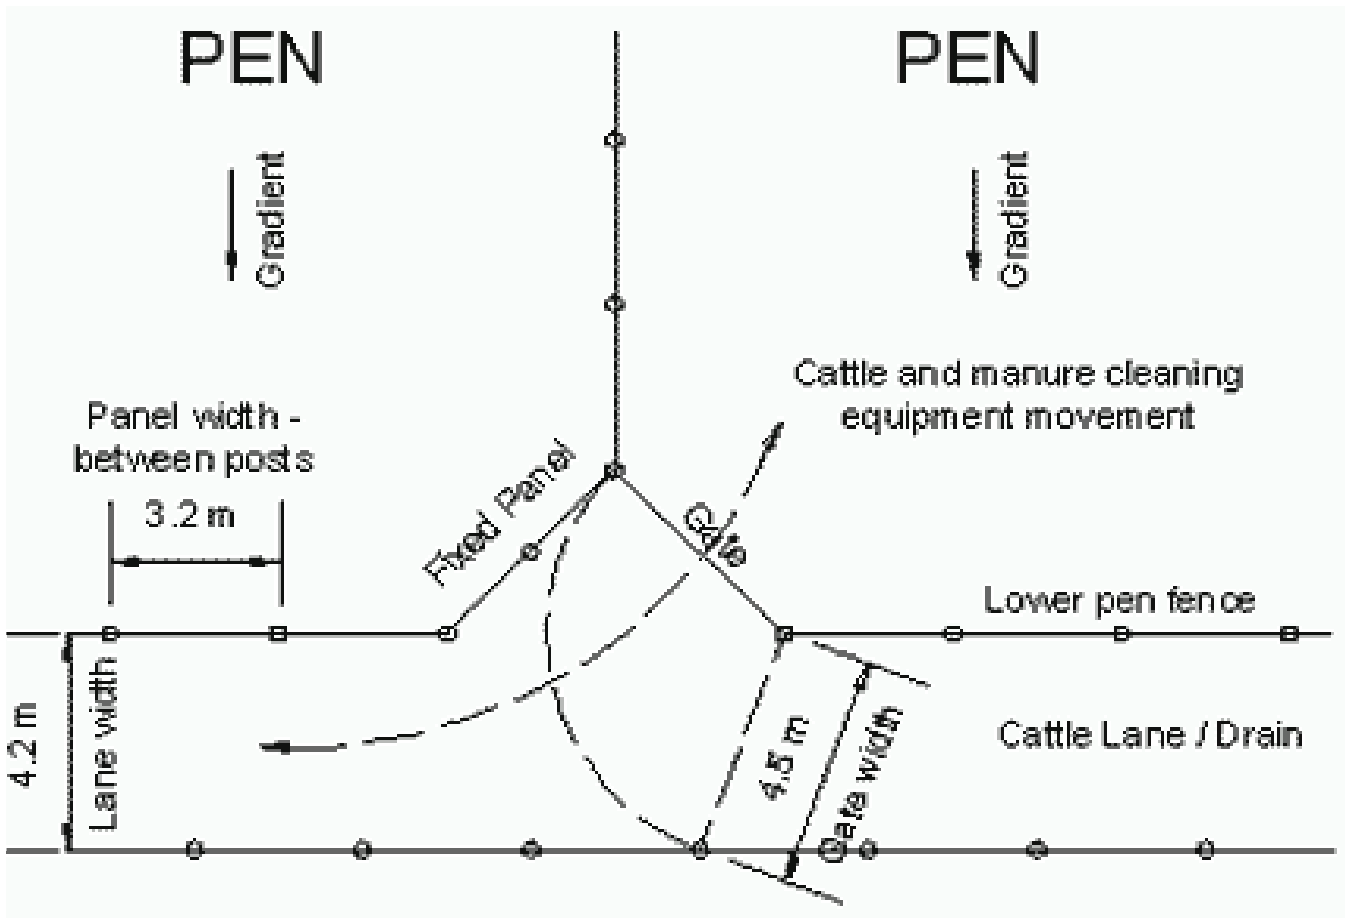 PEN
PEN
Gradient
Gradient
Cattle and manure cleaning
equipment movement
Panel width -
between posts
3.2 m
Fixed Panel
Gate
Lower pen fence
4.2 m
Lane width
4.5 m
Gate width
Cattle Lane / Drain